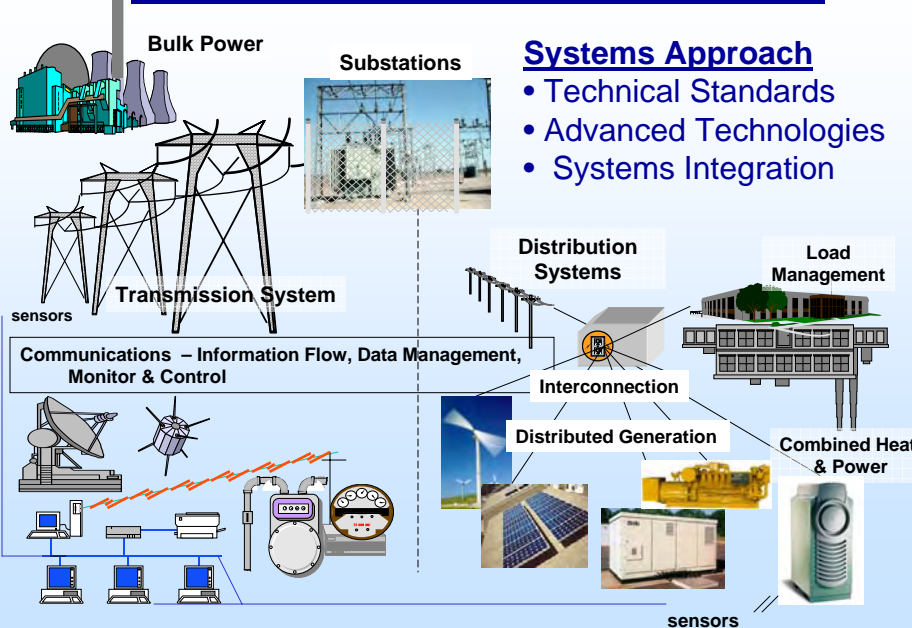 Bulk Power
Substations
Systems Approach
• Technical Standards
• Advanced Technologies
• Systems Integration
Distribution
Systems
Load
Management
Transmission System
sensors
Communications – Information Flow, Data Management,
Monitor & Control
Interconnection
Distributed Generation
Combined Heat
& Power
sensors